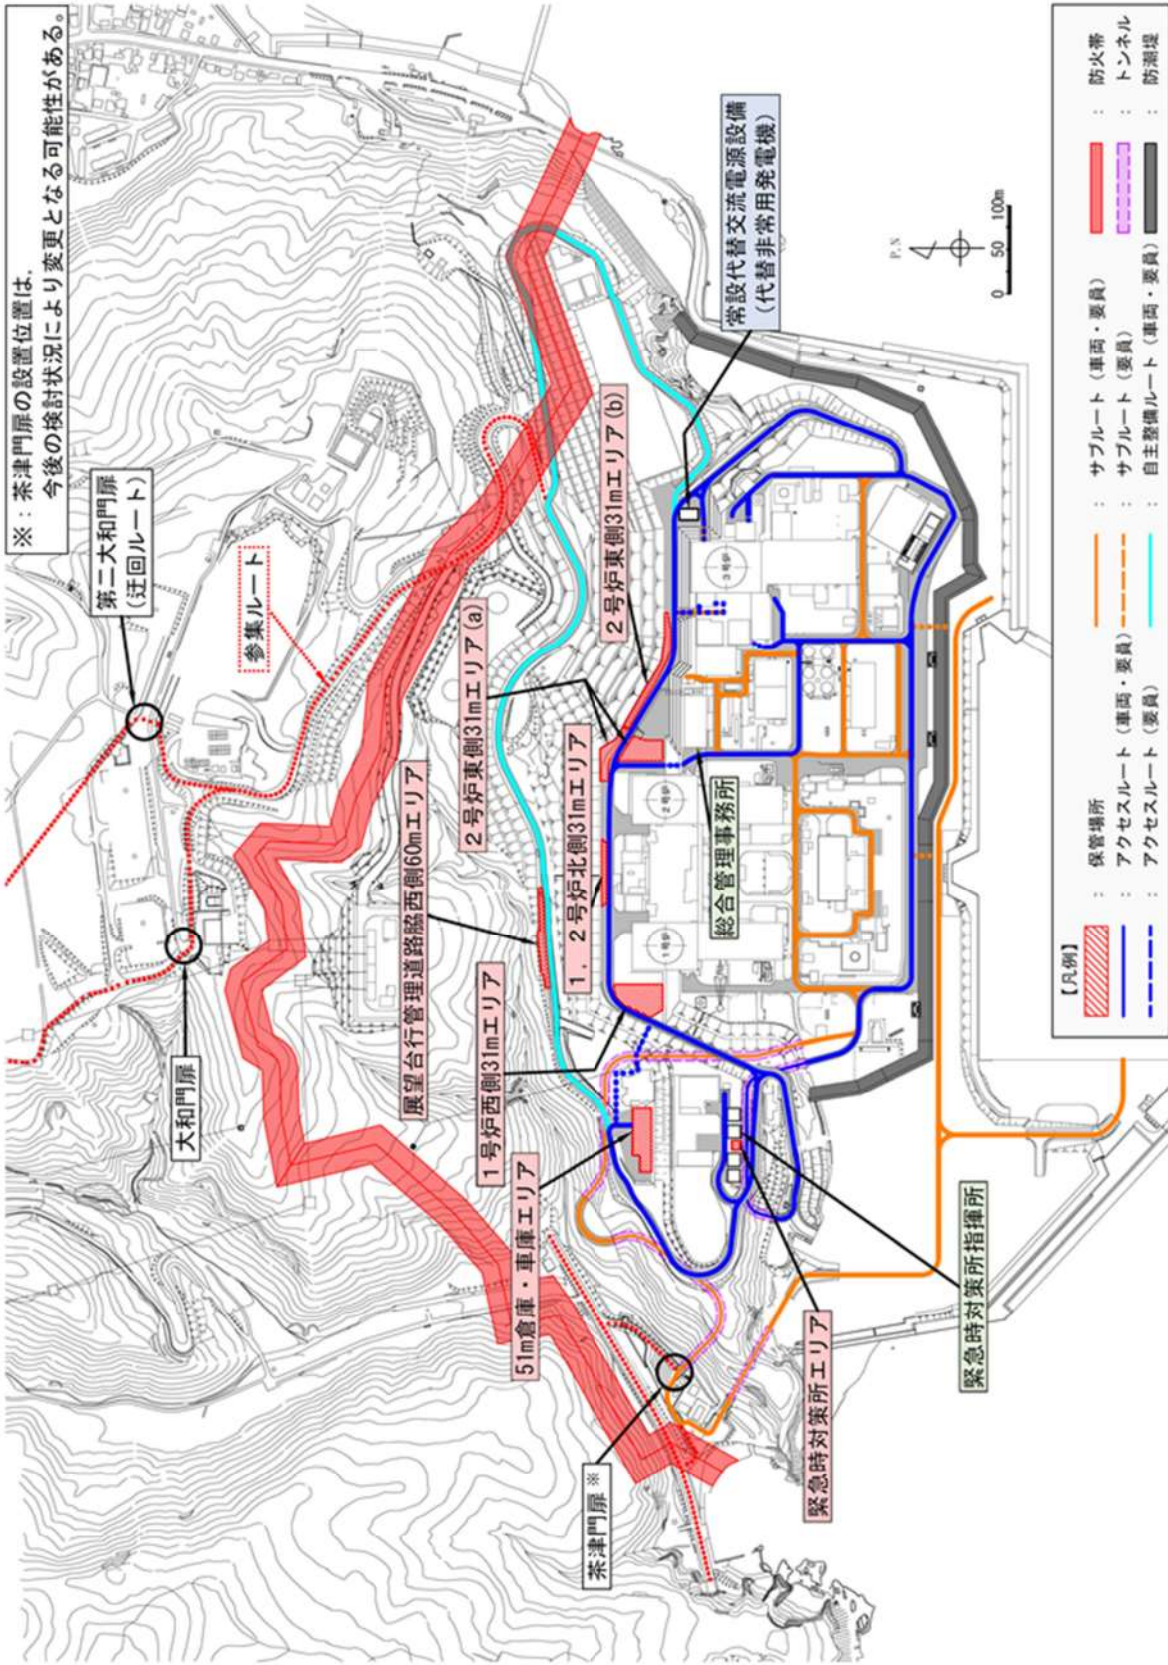 ※：茶津門扉の設置位置は、
今後の検討状況により変更となる可能性がある。
第二大和門扉
（迂回ルート）
参集ルート
大和門扉
展望台行管理道路脇西側60mエリア
2号炉東側31mエリア(a)
2号炉東側31mエリア(b)
1，2号炉北側31mエリア
1号炉西側31mエリア
51m倉庫・車庫エリア
茶津門扉※
緊急時対策所エリア
緊急時対策所指揮所
総合管理事務所
常設代替交流電源設備
（代替非常用発電機）
1号炉
2号炉
3号炉
P.N
0 50 100m
【凡例】
：保管場所
：アクセスルート（車両・要員）
：アクセスルート（要員）
：サブルート（車両・要員）
：サブルート（要員）
：自主整備ルート（車両・要員）
：防火帯
：トンネル
：防潮堤